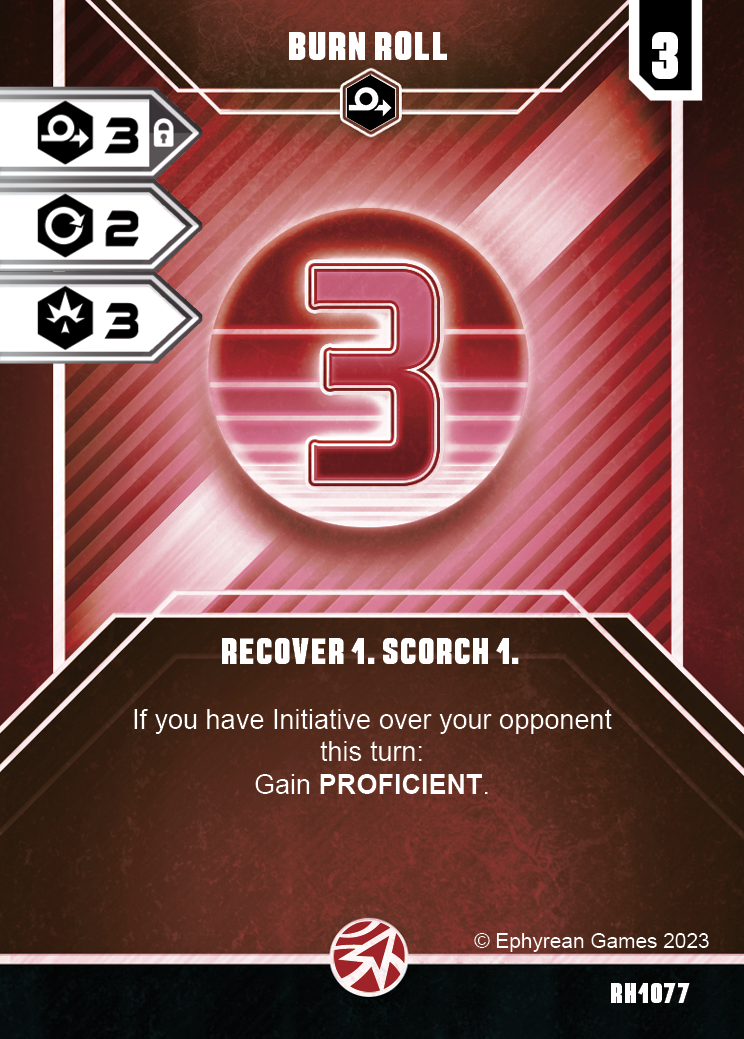 BURN ROLL
3
3
2
3
3
RECOVER 1. SCORCH 1.
If you have Initiative over your opponent
this turn:
Gain PROFICIENT.
© Ephyrean Games 2023
RH1077